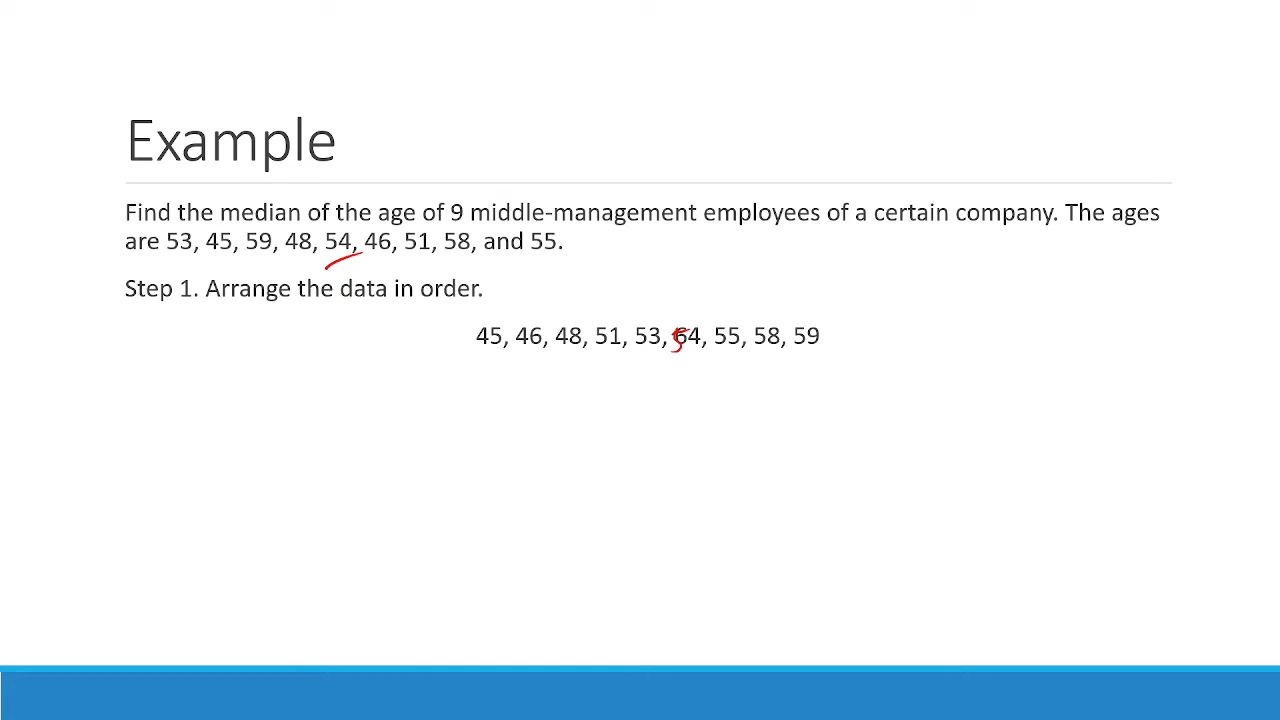 Example
Find the median of the age of 9 middle-management employees of a certain company. The ages
are 53, 45, 59, 48, 54, 46, 51, 58, and 55.
Step 1. Arrange the data in order.
45, 46, 48, 51, 53, 54, 55, 58, 59